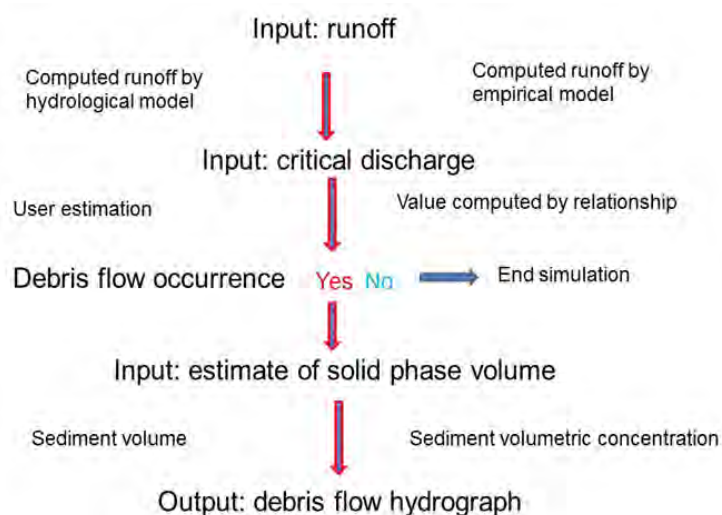 Input: runoff
Computed runoff by
hydrological model
Computed runoff by
empirical model
Input: critical discharge
User estimation
Value computed by relationship
Debris flow occurrence Yes No End simulation
Input: estimate of solid phase volume
Sediment volume
Sediment volumetric concentration
Output: debris flow hydrograph